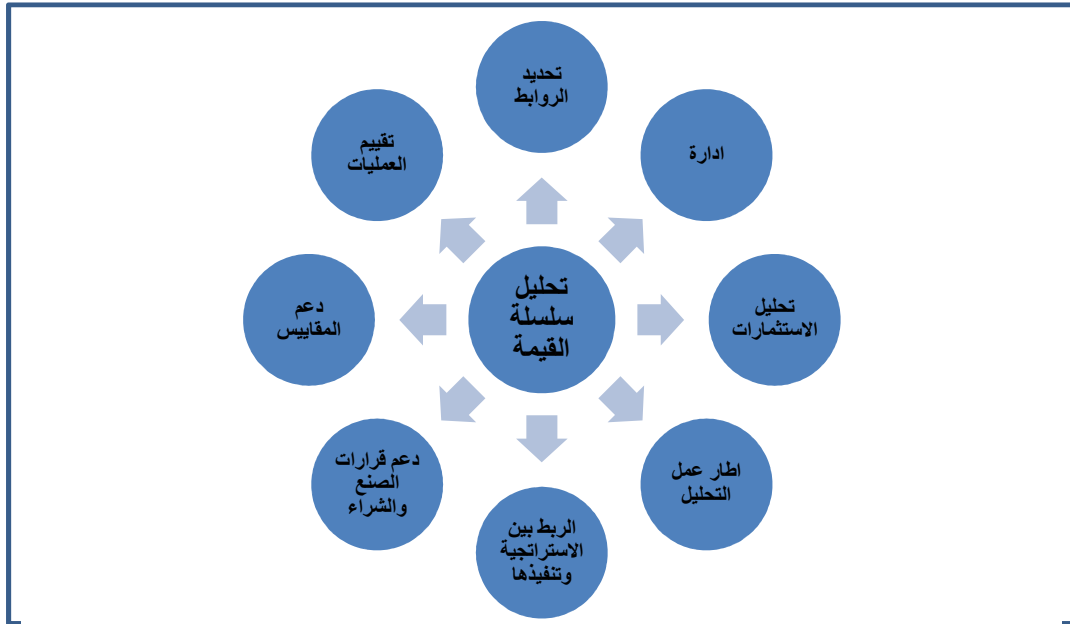 تحديد
الروابط
ادارة
تحليل
الاستثمارات
اطار عمل
التحليل
الربط بين
الاستراتجية
وتنفيذها
دعم قرارات
الصنع
والشراء
دعم
المقاييس
تقييم
العمليات
تحليل
سلسلة
القيمة